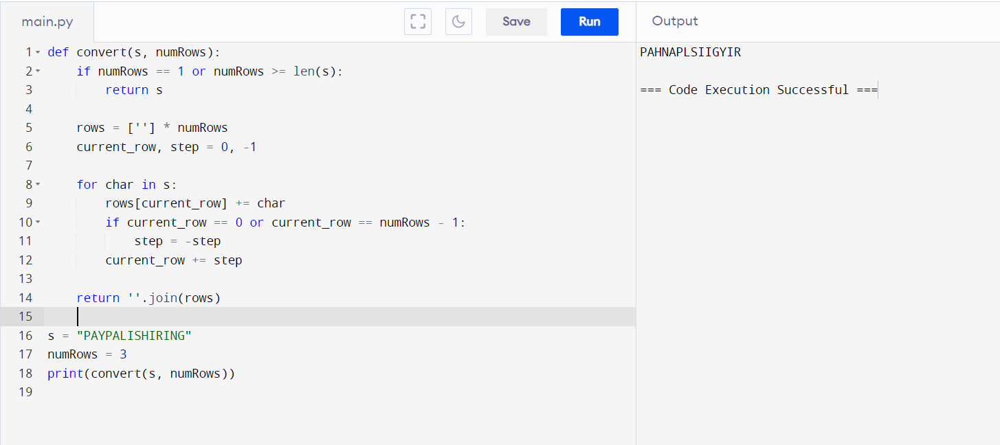 main.py
Save
Run
Output
1 def convert(s, numRows):
2     if numRows == 1 or numRows >= len(s):
3         return s
4
5     rows = [''] * numRows
6     current_row, step = 0, -1
7
8     for char in s:
9         rows[current_row] += char
10         if current_row == 0 or current_row == numRows - 1:
11             step = -step
12         current_row += step
13
14     return ''.join(rows)
15
16 s = "PAYPALISHIRING"
17 numRows = 3
18 print(convert(s, numRows))
19
PAHNAPLSIIGYIR
=== Code Execution Successful ===